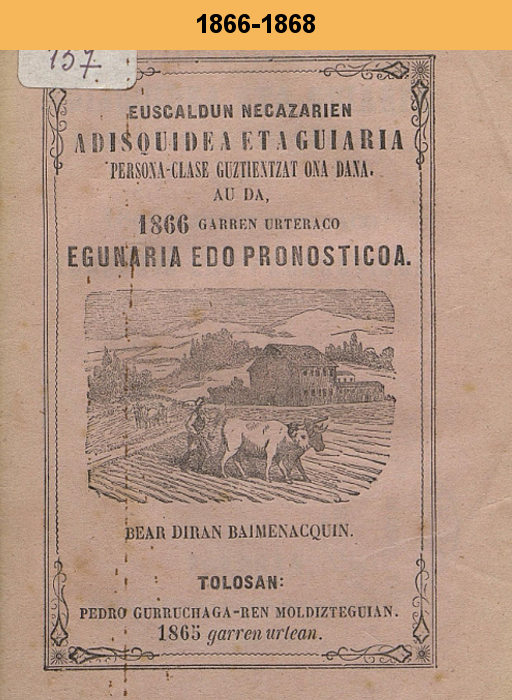 1866-1868
157
EUSCALDUN NECAZARIEN
ADISQUIDEA ETA GUIARIA
PERSONA-CLASE GUZTIENTZAT ONA DANA.
AU DA,
1866 GARREN URTERACO
EGUNARIA EDO PRONOSTICOA.
BEAR DIRAN BAIMENACQUIN.
TOLOSAN:
PEDRO GURRUCHAGA-REN MOLDIZTEGUIAN.
1865 garren urtean.